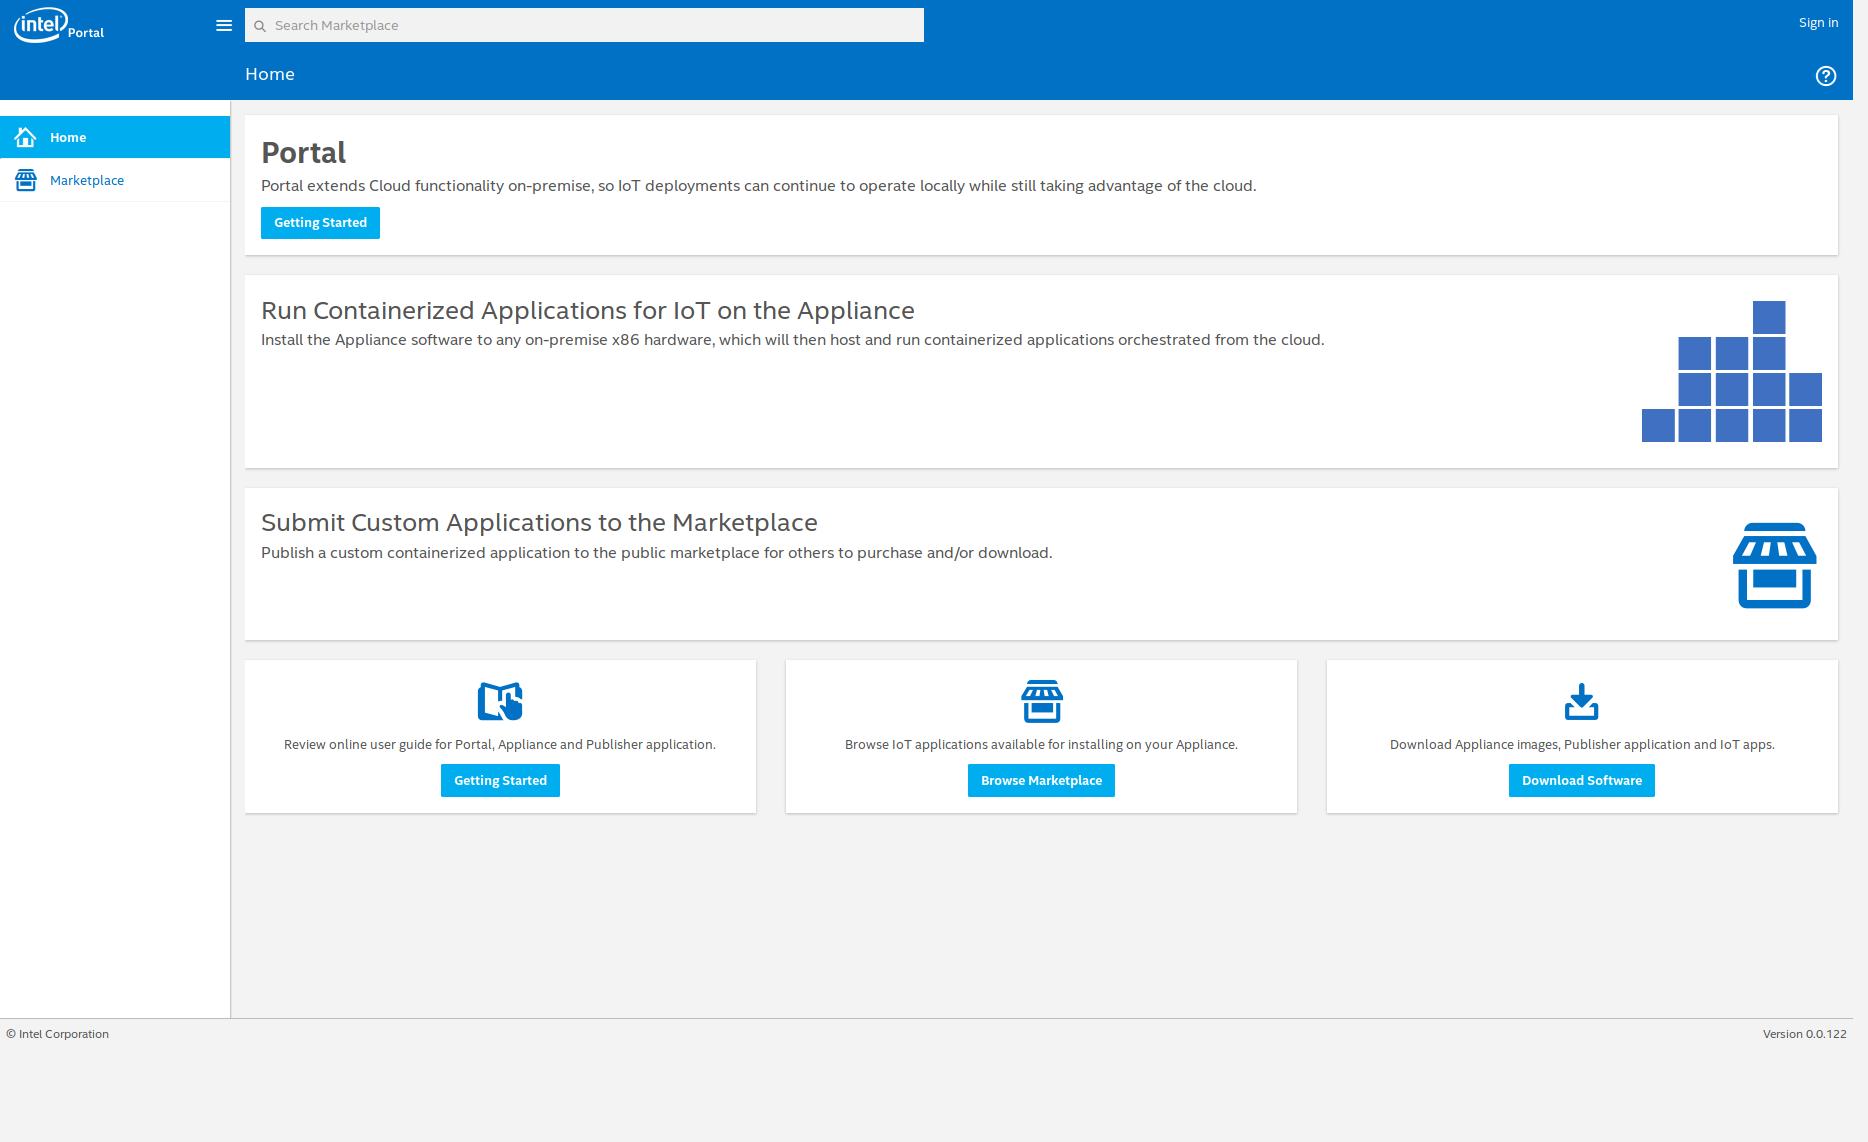 intel Portal
Search Marketplace
Sign in
Home
Home
Marketplace
Portal
Portal extends Cloud functionality on-premise, so IoT deployments can continue to operate locally while still taking advantage of the cloud.
Getting Started
Run Containerized Applications for IoT on the Appliance
Install the Appliance software to any on-premise x86 hardware, which will then host and run containerized applications orchestrated from the cloud.
Submit Custom Applications to the Marketplace
Publish a custom containerized application to the public marketplace for others to purchase and/or download.
Review online user guide for Portal, Appliance and Publisher application.
Getting Started
Browse IoT applications available for installing on your Appliance.
Browse Marketplace
Download Appliance images, Publisher application and IoT apps.
Download Software
© Intel Corporation
Version 0.0.122